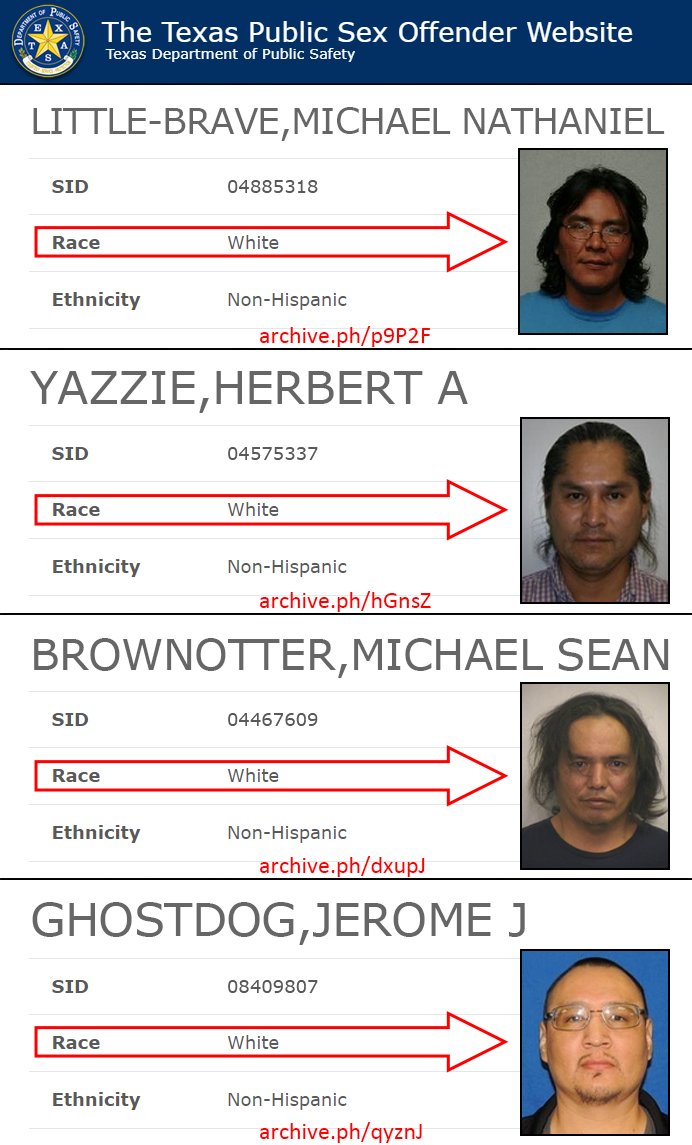 The Texas Public Sex Offender Website
Texas Department of Public Safety
DEPARTMENT OF PUBLIC SAFETY
TEXAS
LITTLE-BRAVE,MICHAEL NATHANIEL
SID 04885318
Race White
Ethnicity Non-Hispanic
archive.ph/p9P2F
YAZZIE,HERBERT A
SID 04575337
Race White
Ethnicity Non-Hispanic
archive.ph/hGnsZ
BROWNOTTER,MICHAEL SEAN
SID 04467609
Race White
Ethnicity Non-Hispanic
archive.ph/dxupJ
GHOSTDOG,JEROME J
SID 08409807
Race White
Ethnicity Non-Hispanic
archive.ph/qyznJ